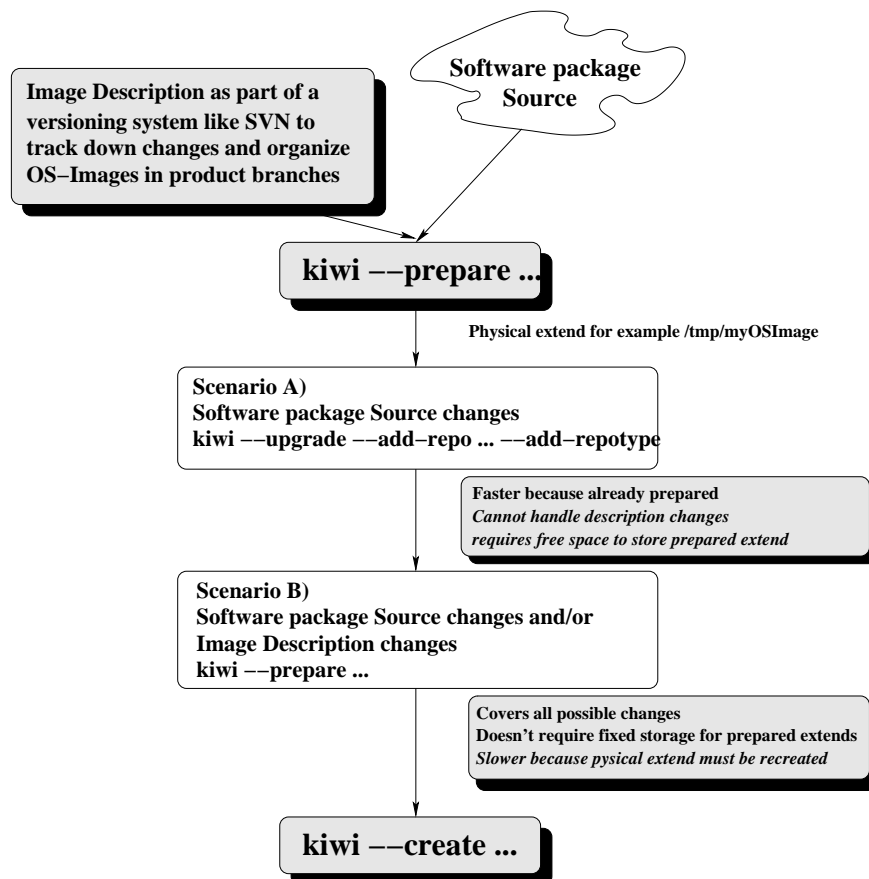 Software package
Source
Image Description as part of a
versioning system like SVN to
track down changes and organize
OS−Images in product branches
kiwi −−prepare ...
Physical extend for example /tmp/myOSImage
Scenario A)
Software package Source changes
kiwi −−upgrade −−add−repo ... −−add−repotype
Faster because already prepared
Cannot handle description changes
requires free space to store prepared extend
Scenario B)
Software package Source changes and/or
Image Description changes
kiwi −−prepare ...
Covers all possible changes
Doesn't require fixed storage for prepared extends
Slower because pysical extend must be recreated
kiwi −−create ...